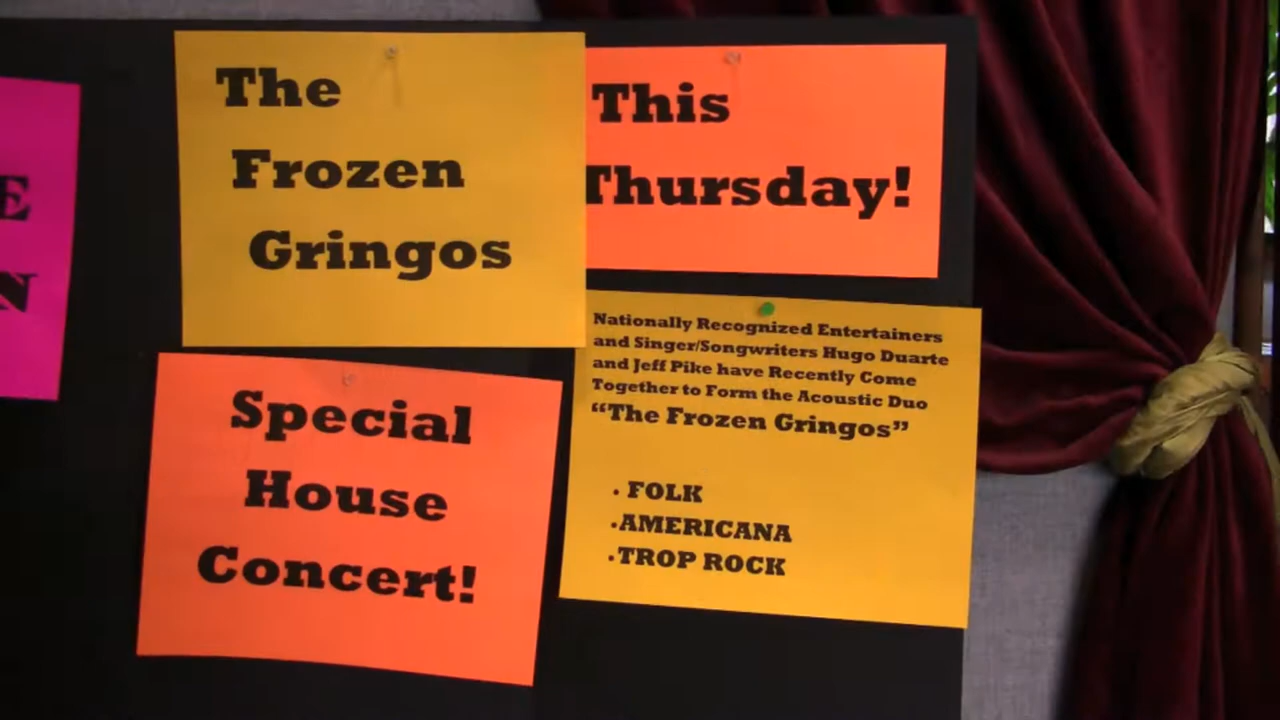 The
Frozen
Gringos
This
Thursday!
Special
House
Concert!
Nationally Recognized Entertainers
and Singer/Songwriters Hugo Duarte
and Jeff Pike have Recently Come
Together to Form the Acoustic Duo
“The Frozen Gringos”
. FOLK
.AMERICANA
.TROP ROCK
E
N